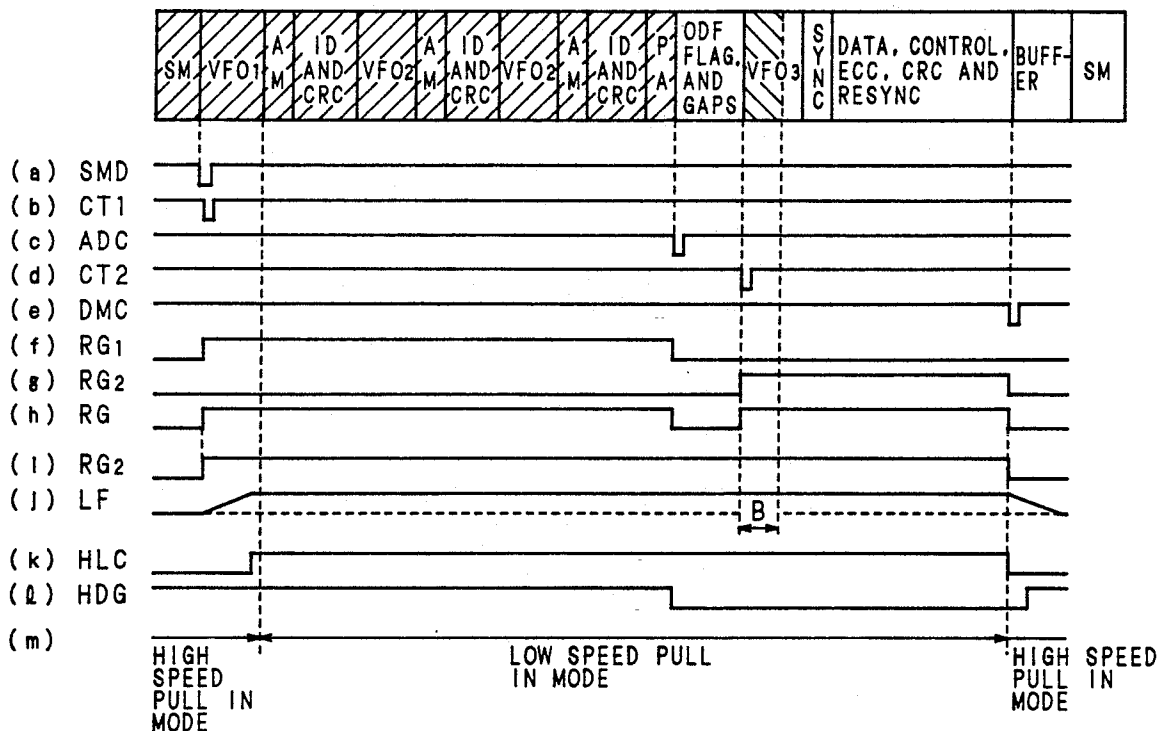 SM
VFO1
A
M
ID
AND
CRC
VFO2
A
M
ID
AND
CRC
VFO2
A
M
ID
AND
CRC
P
A
ODF
FLAG,
AND
GAPS
VFO3
S
Y
N
C
DATA, CONTROL,
ECC, CRC AND
RESYNC
BUFF-
ER
SM
(a) SMD
(b) CT1
(c) ADC
(d) CT2
(e) DMC
(f) RG1
(g) RG2
(h) RG
(i) RG2
(j) LF
B
(k) HLC
(ℓ) HDG
(m)
HIGH
SPEED
PULL IN
MODE
LOW SPEED PULL
IN MODE
HIGH SPEED
PULL IN
MODE